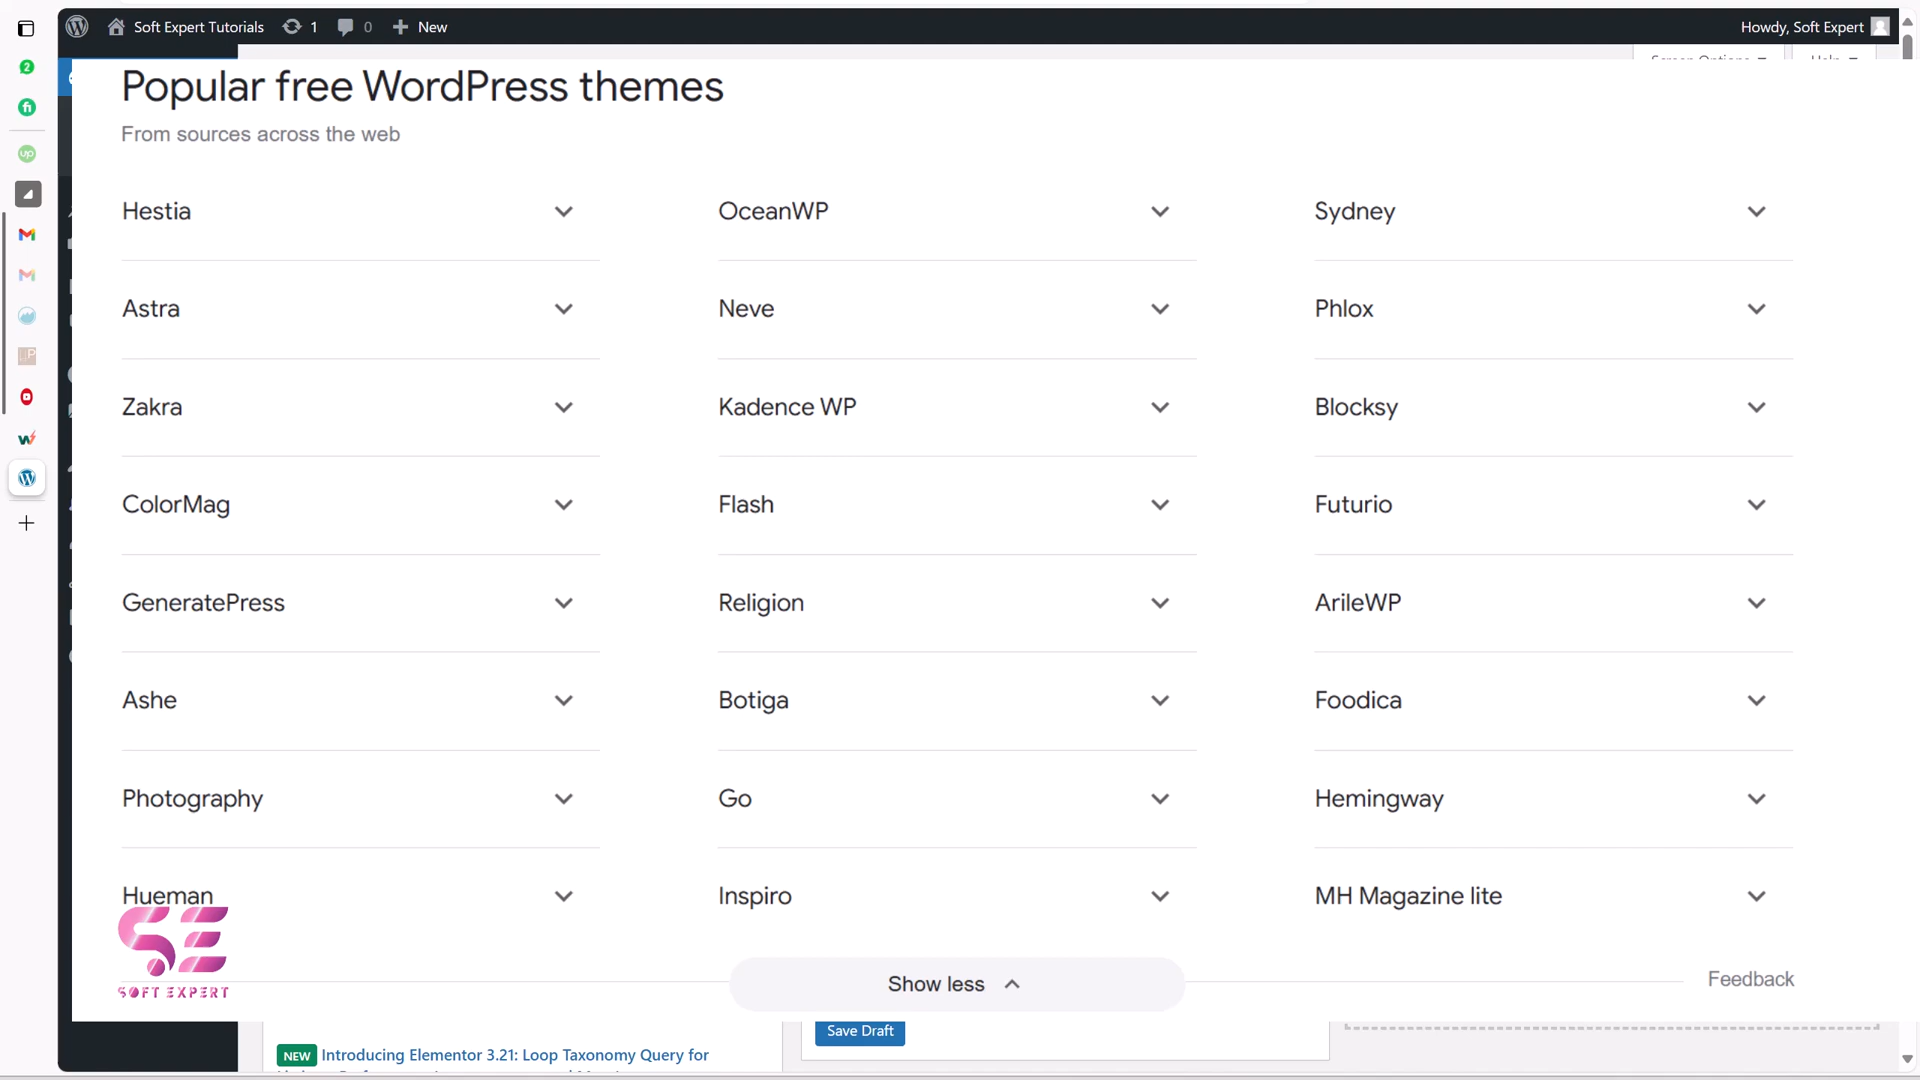 Soft Expert Tutorials 1 0 New Howdy, Soft Expert
Popular free WordPress themes
From sources across the web
Hestia OceanWP Sydney
Astra Neve Phlox
Zakra Kadence WP Blocksy
ColorMag Flash Futurio
GeneratePress Religion ArileWP
Ashe Botiga Foodica
Photography Go Hemingway
Hueman Inspiro MH Magazine lite
SOFT EXPERT
Show less Feedback
Save Draft
NEW Introducing Elementor 3.21: Loop Taxonomy Query for